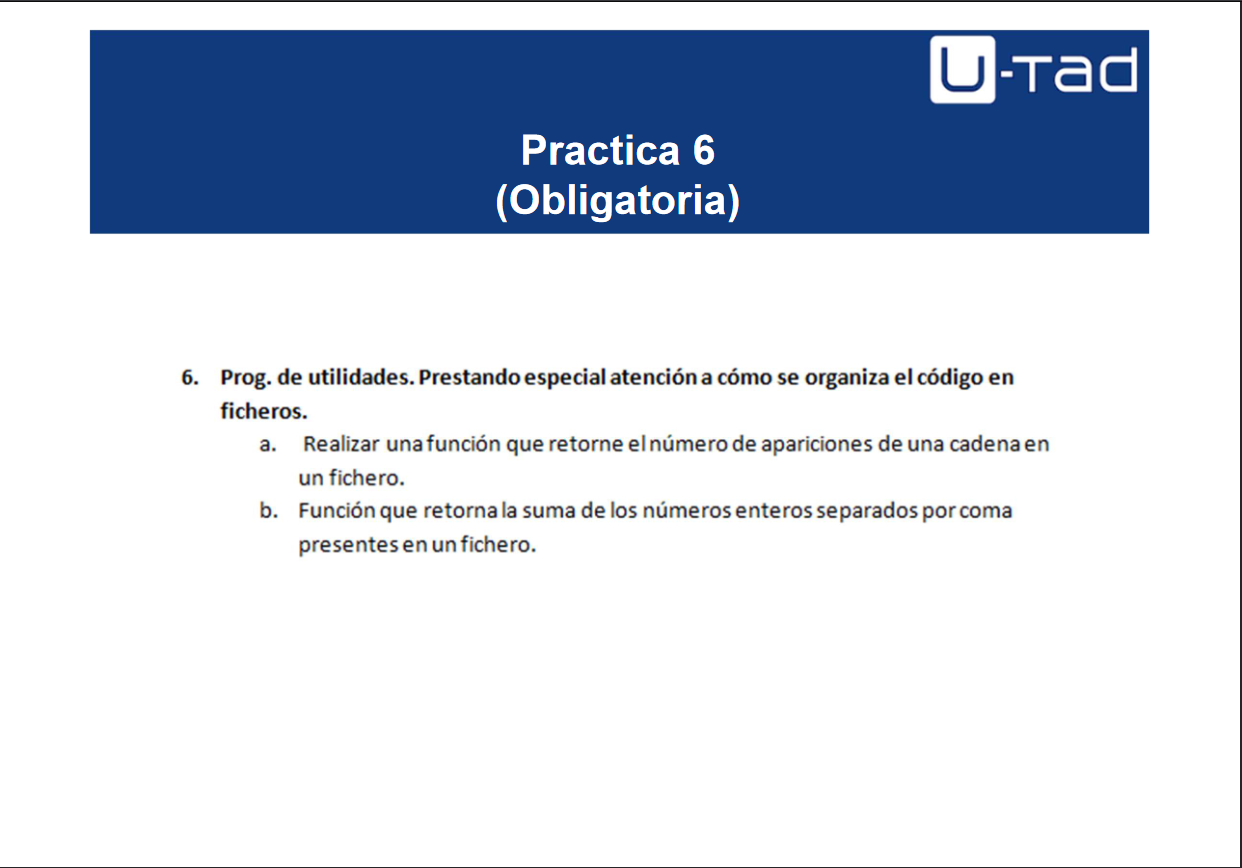 U-Tad
Practica 6
(Obligatoria)
6. Prog. de utilidades. Prestando especial atención a cómo se organiza el código en
ficheros.
a. Realizar una función que retorne el número de apariciones de una cadena en
un fichero.
b. Función que retorna la suma de los números enteros separados por coma
presentes en un fichero.